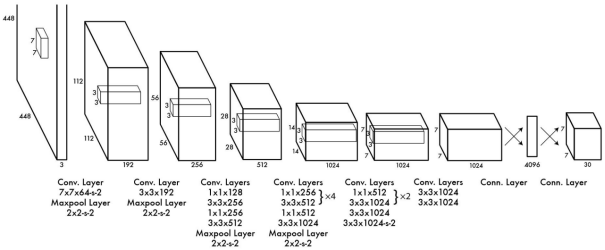 448
7
7
448
3
112
3
3
112
192
56
3
3
56
256
28
3
3
28
512
14
3
3
14
1024
7
3
3
7
1024
7
7
1024
4096
7
7
30
Conv. Layer
7x7x64-s-2
Maxpool Layer
2x2-s-2
Conv. Layer
3x3x192
Maxpool Layer
2x2-s-2
Conv. Layers
1x1x128
3x3x256
1x1x256
3x3x512
Maxpool Layer
2x2-s-2
Conv. Layers
1x1x256
3x3x512
}×4
1x1x512
3x3x1024
Maxpool Layer
2x2-s-2
Conv. Layers
1x1x512
3x3x1024
}×2
3x3x1024
3x3x1024-s-2
Conv. Layers
3x3x1024
3x3x1024
Conn. Layer
Conn. Layer